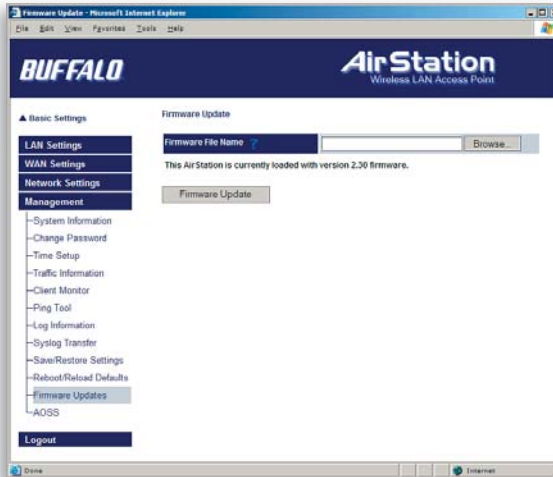 Firmware Update - Microsoft Internet Explorer
File Edit View Favorites Tools Help
BUFFALO
AirStation
Wireless LAN Access Point
▲ Basic Settings
LAN Settings
WAN Settings
Network Settings
Management
System Information
Change Password
Time Setup
Traffic Information
Client Monitor
Ping Tool
Log Information
Syslog Transfer
Save/Restore Settings
Reboot/Reload Defaults
Firmware Updates
AOSS
Logout
Firmware Update
Firmware File Name ? Browse...
This AirStation is currently loaded with version 2.30 firmware.
Firmware Update
Done Internet